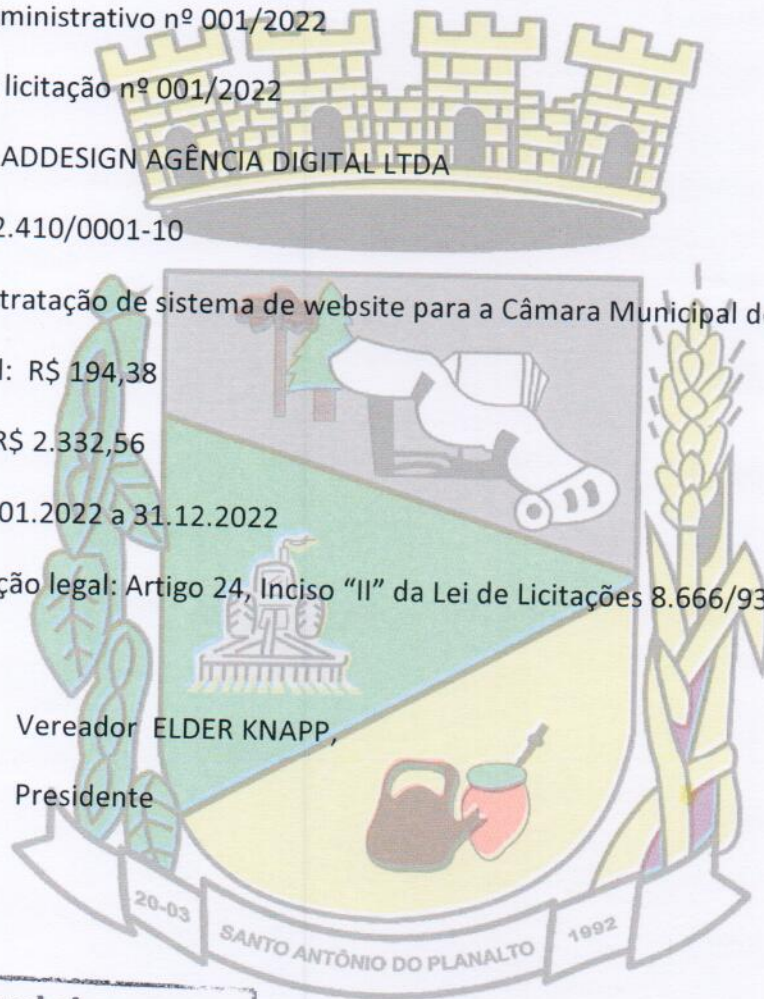 ministrativo nº 001/2022
licitação nº 001/2022
ADDESIGN AGÊNCIA DIGITAL LTDA
2.410/0001-10
tratação de sistema de website para a Câmara Municipal d
l: R$ 194,38
R$ 2.332,56
01.2022 a 31.12.2022
ção legal: Artigo 24, Inciso “II” da Lei de Licitações 8.666/93
Vereador ELDER KNAPP,
Presidente
20-03
SANTO ANTÔNIO DO PLANALTO
1992